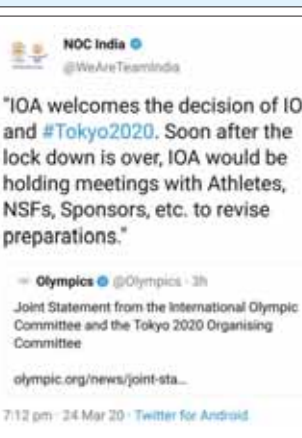 NOC India
@WeAreTeamIndia
"IOA welcomes the decision of IO
and #Tokyo2020. Soon after the
lock down is over, IOA would be
holding meetings with Athletes,
NSFs, Sponsors, etc. to revise
preparations."
Olympics @Olympics · 3h
Joint Statement from the International Olympic
Committee and the Tokyo 2020 Organising
Committee
olympic.org/news/joint-sta...
7:12 pm · 24 Mar 20 · Twitter for Android